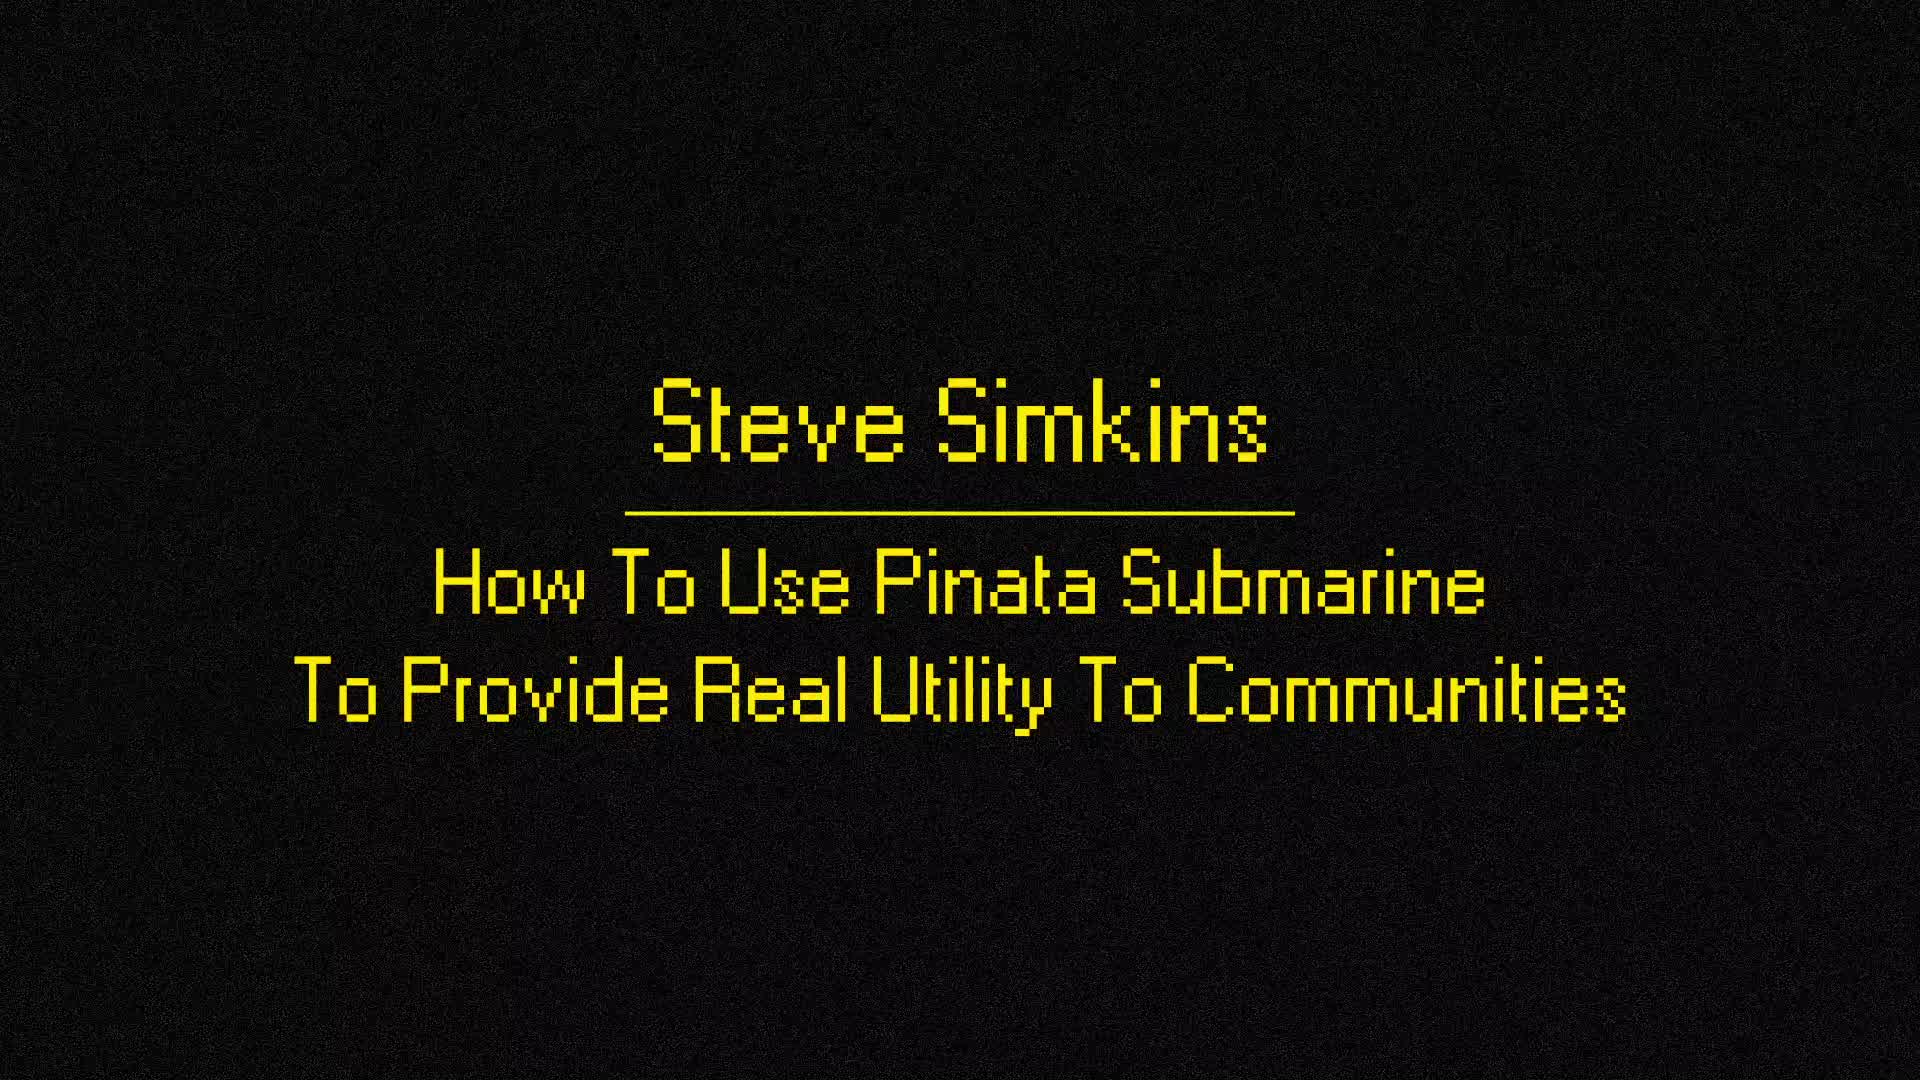 Steve Simkins
How To Use Pinata Submarine
To Provide Real Utility To Communities